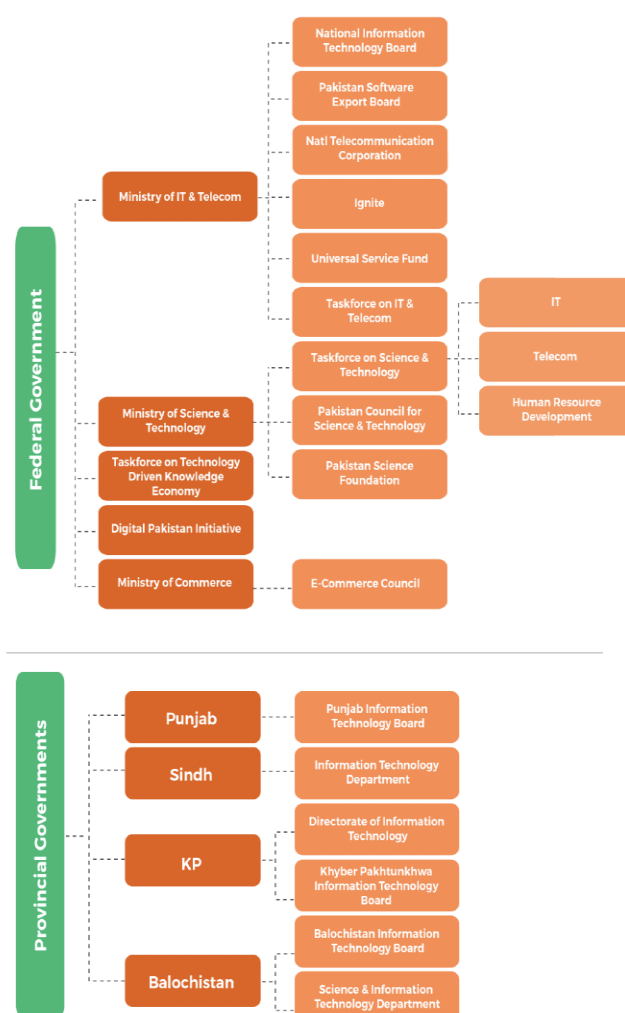 Federal Government
Ministry of IT & Telecom
National Information
Technology Board
Pakistan Software
Export Board
Natl Telecommunication
Corporation
Ignite
Universal Service Fund
Taskforce on IT &
Telecom
Ministry of Science &
Technology
Taskforce on Science &
Technology
IT
Telecom
Human Resource
Development
Pakistan Council for
Science & Technology
Pakistan Science
Foundation
Taskforce on Technology
Driven Knowledge
Economy
Digital Pakistan Initiative
Ministry of Commerce
E-Commerce Council
Provincial Governments
Punjab
Punjab Information
Technology Board
Sindh
Information Technology
Department
KP
Directorate of Information
Technology
Khyber Pakhtunkhwa
Information Technology
Board
Balochistan
Balochistan Information
Technology Board
Science & Information
Technology Department